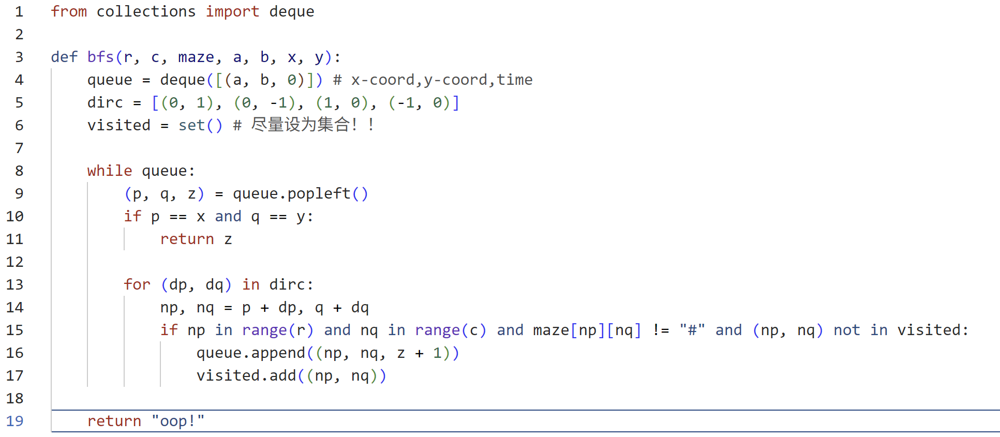 1 from collections import deque
2
3 def bfs(r, c, maze, a, b, x, y):
4     queue = deque([(a, b, 0)]) # x-coord,y-coord,time
5     dirc = [(0, 1), (0, -1), (1, 0), (-1, 0)]
6     visited = set() # 尽量设为集合！！
7
8     while queue:
9         (p, q, z) = queue.popleft()
10         if p == x and q == y:
11             return z
12
13         for (dp, dq) in dirc:
14             np, nq = p + dp, q + dq
15             if np in range(r) and nq in range(c) and maze[np][nq] != "#" and (np, nq) not in visited:
16                 queue.append((np, nq, z + 1))
17                 visited.add((np, nq))
18
19     return "oop!"